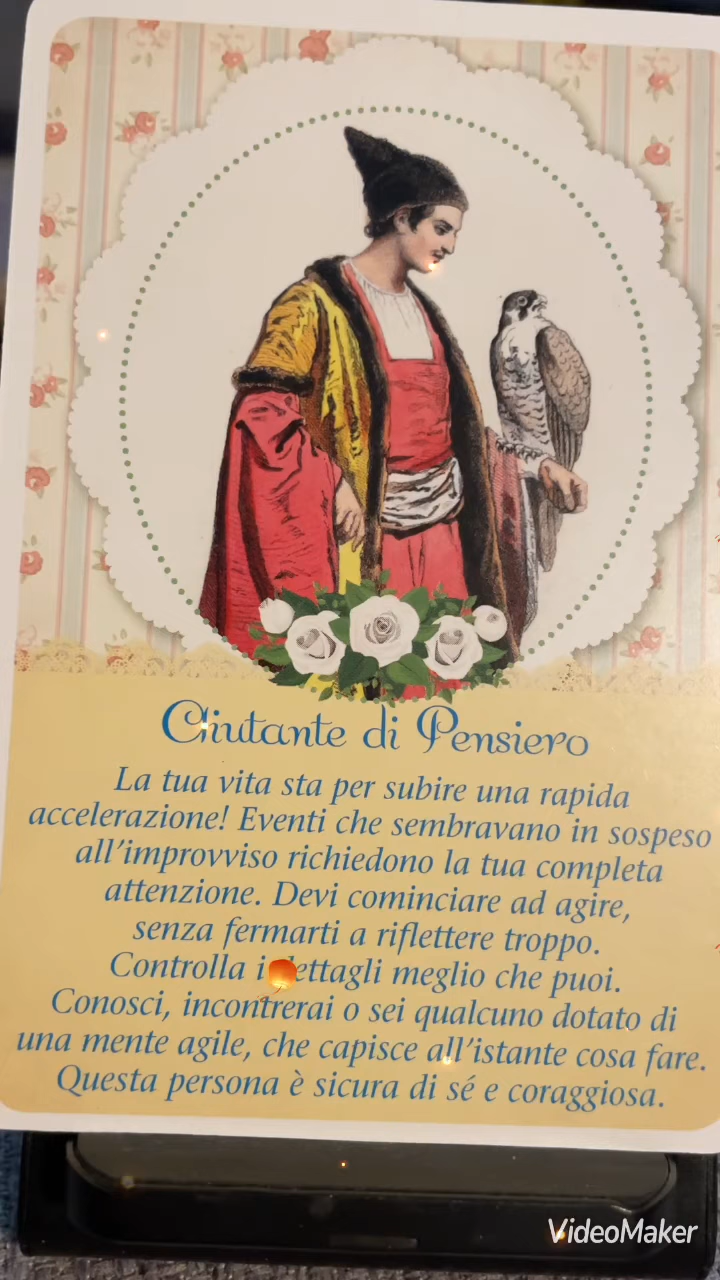 Aiutante di Pensiero
La tua vita sta per subire una rapida
accelerazione! Eventi che sembravano in sospeso
all'improvviso richiedono la tua completa
attenzione. Devi cominciare ad agire,
senza fermarti a riflettere troppo.
Controlla i dettagli meglio che puoi.
Conosci, incontrerai o sei qualcuno dotato di
una mente agile, che capisce all'istante cosa fare.
Questa persona è sicura di sé e coraggiosa.
VideoMaker